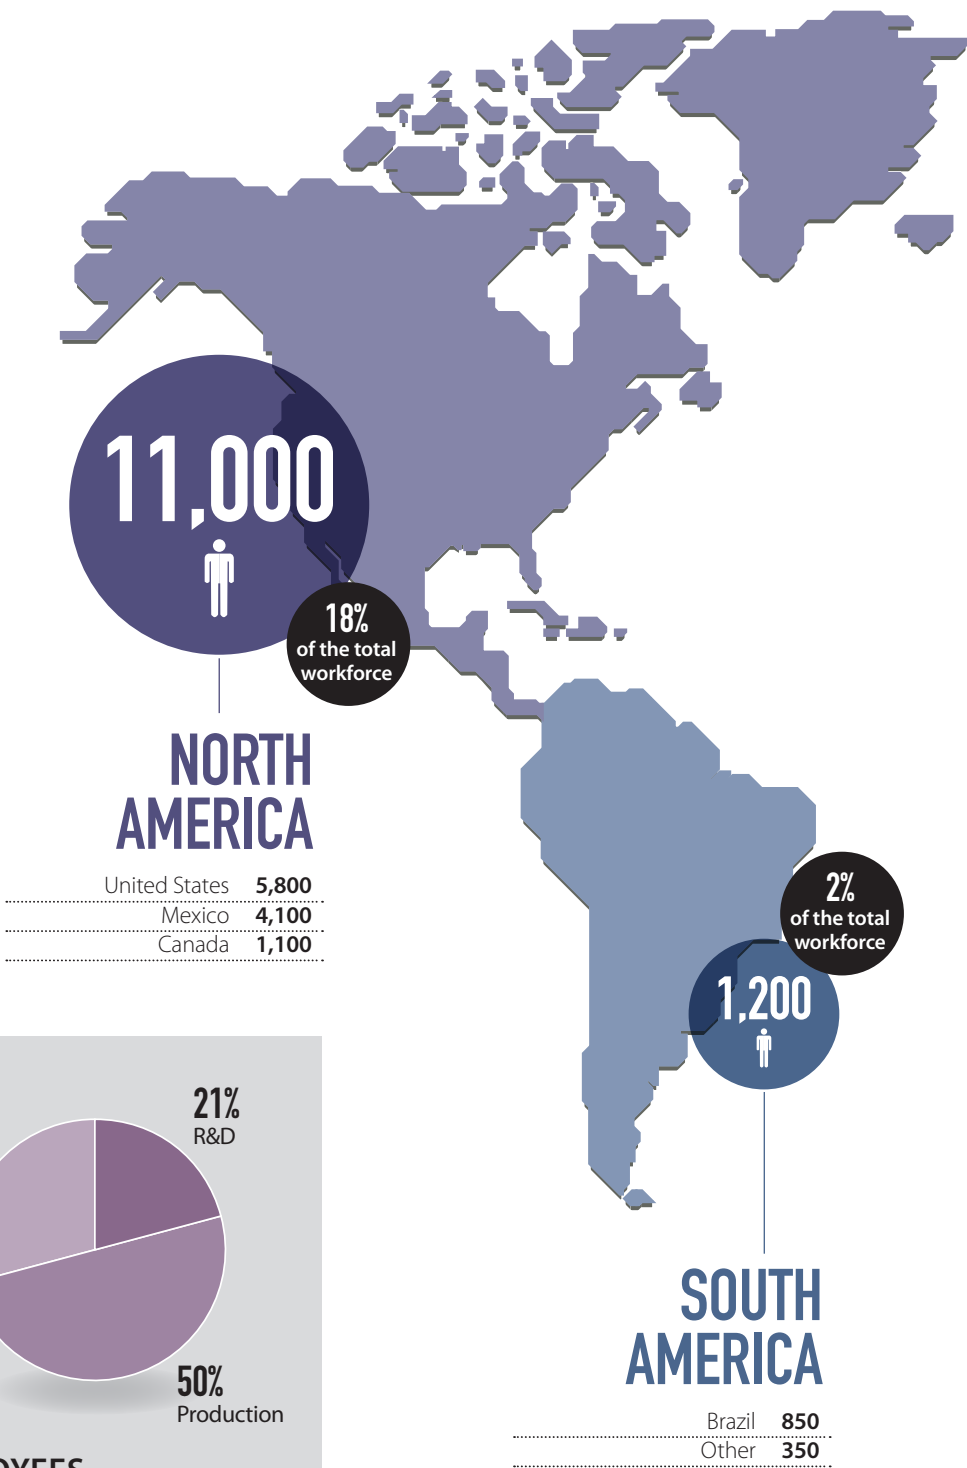 11,000
18%
of the total
workforce
NORTH
AMERICA
United States 5,800
Mexico 4,100
Canada 1,100
2%
of the total
workforce
1,200
SOUTH
AMERICA
Brazil 850
Other 350
21%
R&D
50%
Production